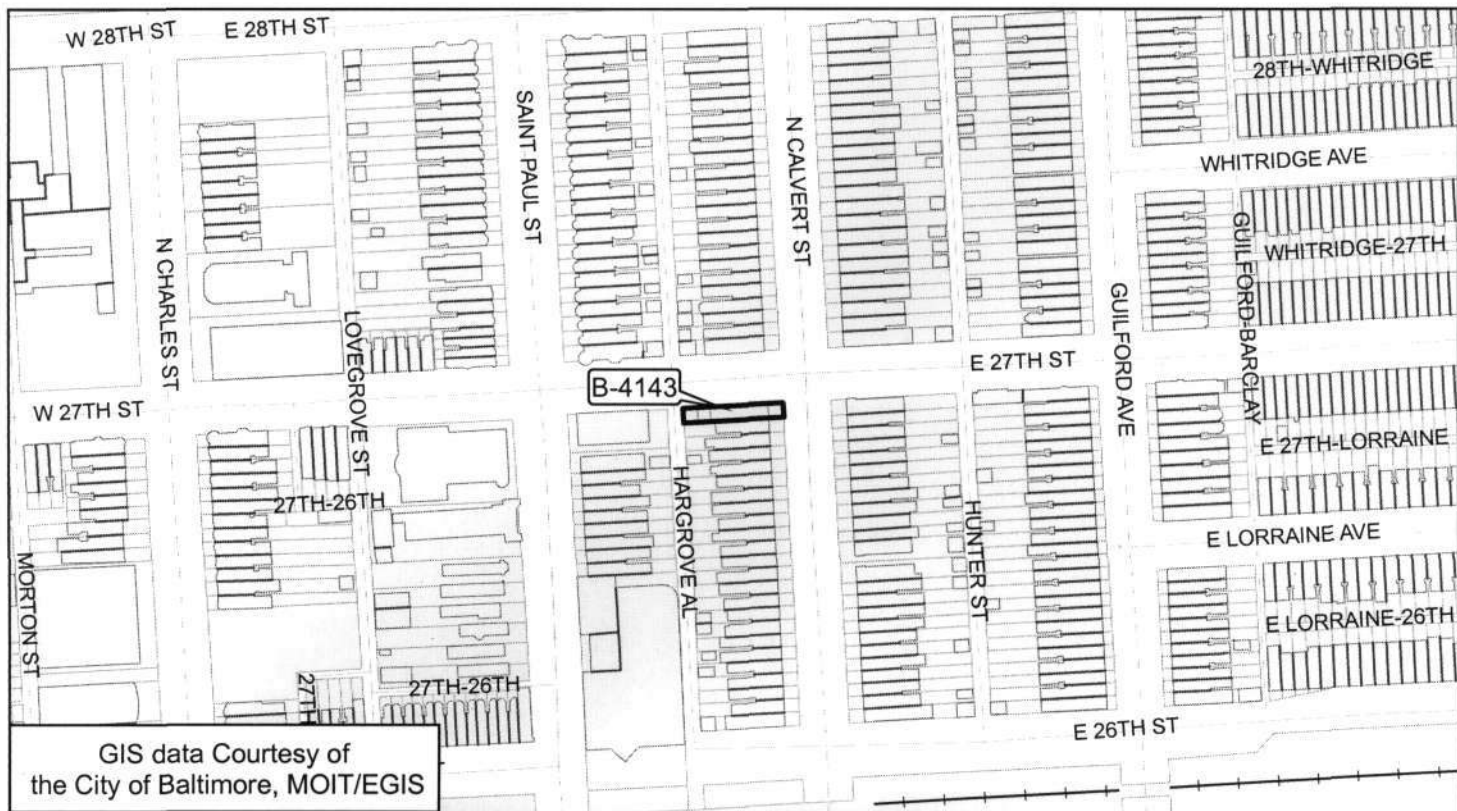 W 28TH ST
E 28TH ST
28TH-WHITRIDGE
SAINT PAUL ST
N CALVERT ST
WHITRIDGE AVE
N CHARLES ST
LOVEGROVE ST
GUILFORD AVE
GUILFORD-BARCLAY
WHITRIDGE-27TH
E 27TH ST
B-4143
W 27TH ST
E 27TH-LORRAINE
27TH-26TH
HARGROVE AL
HUNTER ST
E LORRAINE AVE
MORTON ST
E LORRAINE-26TH
27TH-26TH
27TH
E 26TH ST
GIS data Courtesy of
the City of Baltimore, MOIT/EGIS